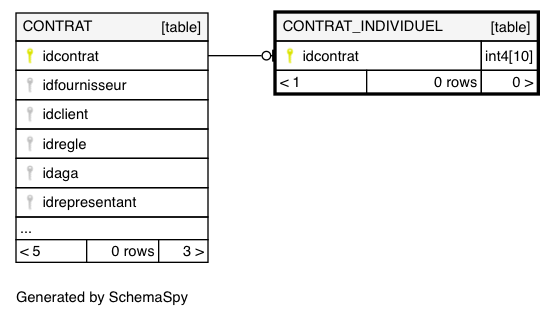 CONTRAT [table]
idcontrat
idfournisseur
idclient
idregle
idaga
idrepresentant
...
< 5 0 rows 3 >
CONTRAT_INDIVIDUEL [table]
idcontrat int4[10]
< 1 0 rows 0 >
Generated by SchemaSpy